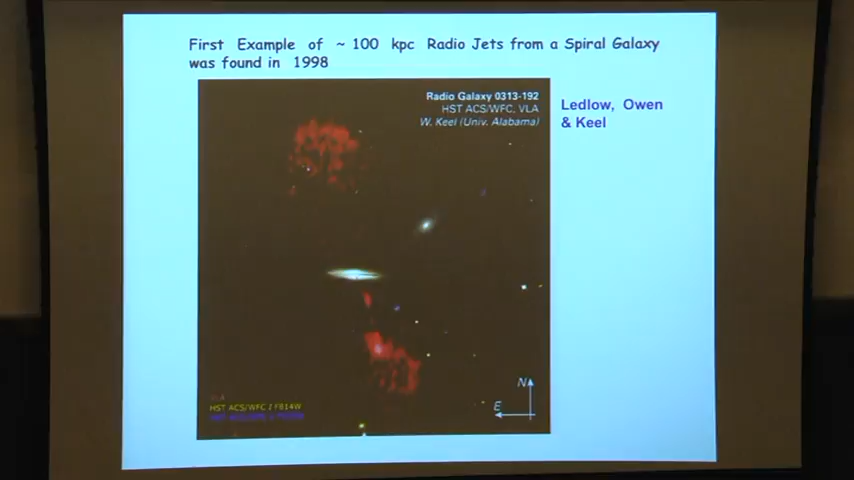 First Example of ~ 100 kpc Radio Jets from a Spiral Galaxy
was found in 1998
Radio Galaxy 0313-192
HST ACS/WFC, VLA
W. Keel (Univ. Alabama)
Ledlow, Owen
& Keel
N
E
VLA
HST ACS/WFC I F814W